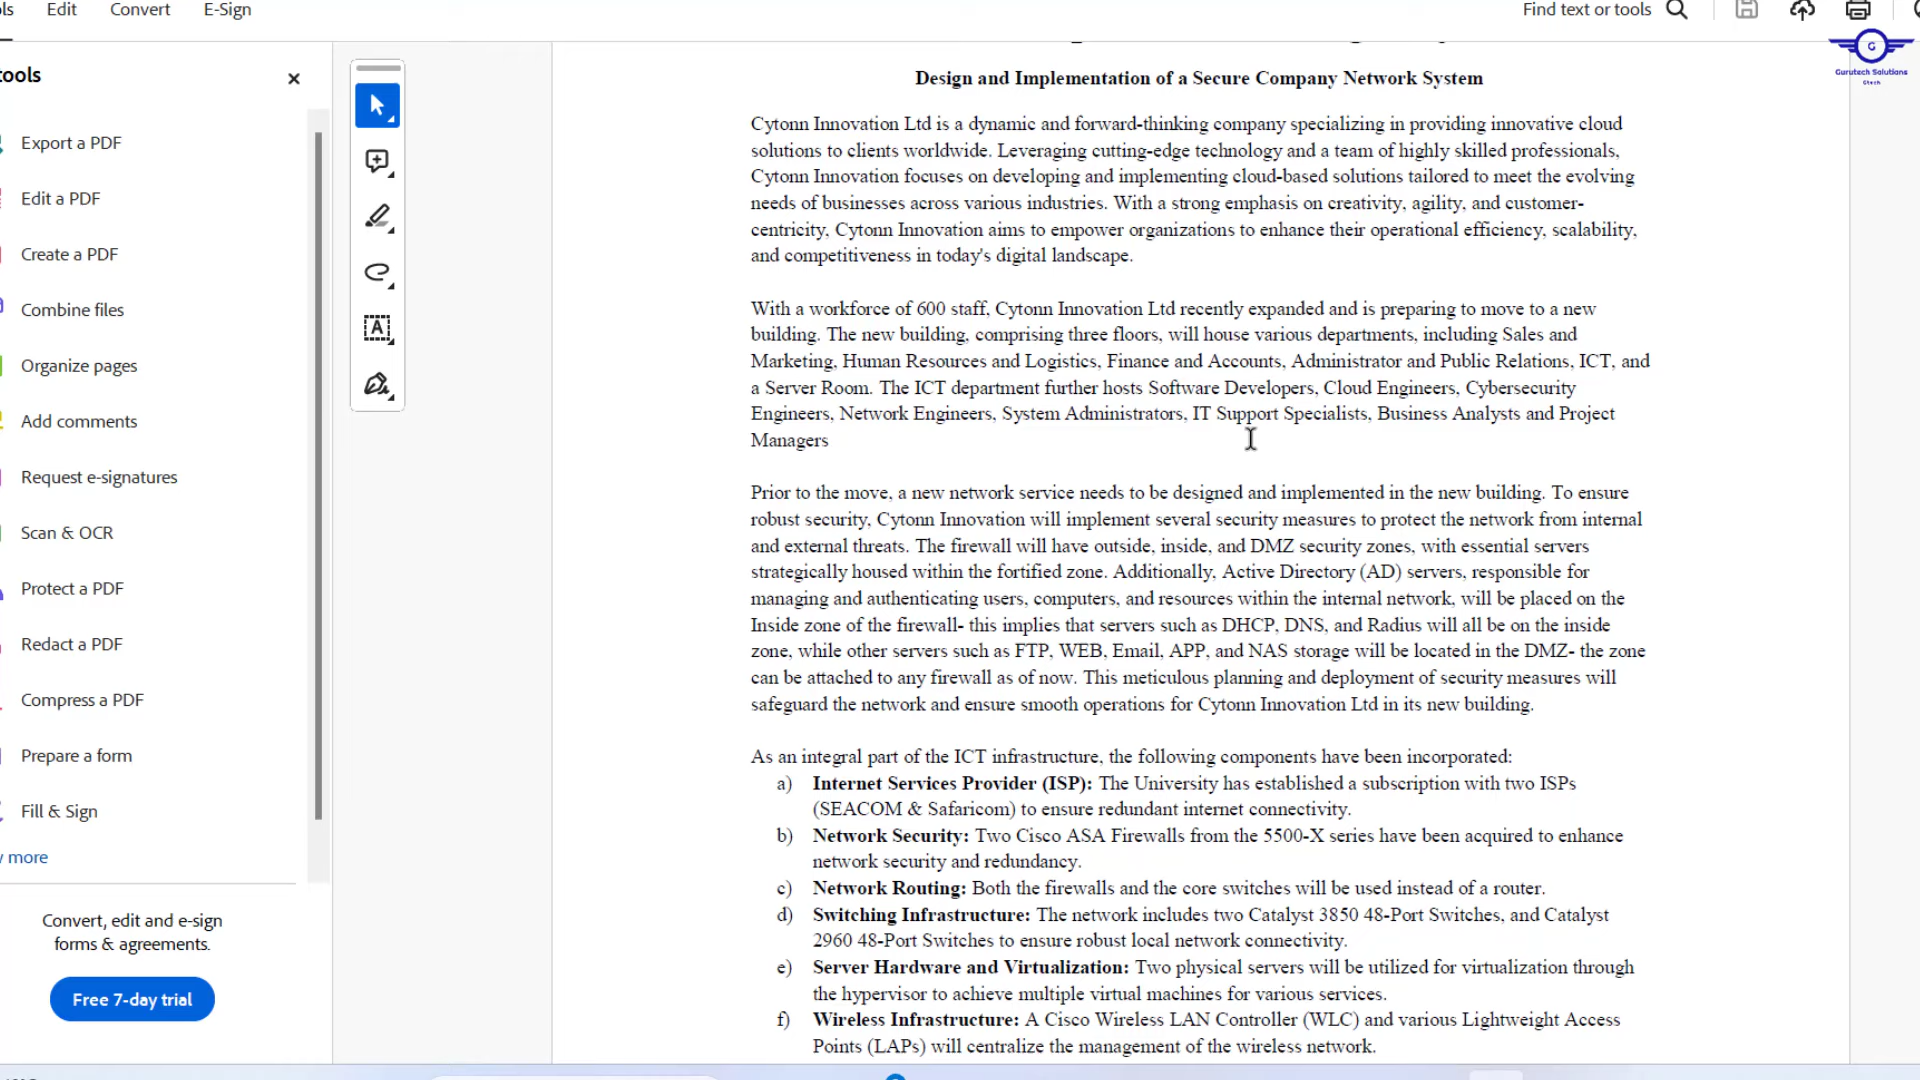 Edit
Convert
E-Sign
Find text or tools
G
Gurutech Solutions
Gtech
Export a PDF
Edit a PDF
Create a PDF
Combine files
Organize pages
Add comments
Request e-signatures
Scan & OCR
Protect a PDF
Redact a PDF
Compress a PDF
Prepare a form
Fill & Sign
more
Convert, edit and e-sign
forms & agreements.
Free 7-day trial
Design and Implementation of a Secure Company Network System
Cytonn Innovation Ltd is a dynamic and forward-thinking company specializing in providing innovative cloud
solutions to clients worldwide. Leveraging cutting-edge technology and a team of highly skilled professionals,
Cytonn Innovation focuses on developing and implementing cloud-based solutions tailored to meet the evolving
needs of businesses across various industries. With a strong emphasis on creativity, agility, and customer-
centricity, Cytonn Innovation aims to empower organizations to enhance their operational efficiency, scalability,
and competitiveness in today's digital landscape.
With a workforce of 600 staff, Cytonn Innovation Ltd recently expanded and is preparing to move to a new
building. The new building, comprising three floors, will house various departments, including Sales and
Marketing, Human Resources and Logistics, Finance and Accounts, Administrator and Public Relations, ICT, and
a Server Room. The ICT department further hosts Software Developers, Cloud Engineers, Cybersecurity
Engineers, Network Engineers, System Administrators, IT Support Specialists, Business Analysts and Project
Managers
Prior to the move, a new network service needs to be designed and implemented in the new building. To ensure
robust security, Cytonn Innovation will implement several security measures to protect the network from internal
and external threats. The firewall will have outside, inside, and DMZ security zones, with essential servers
strategically housed within the fortified zone. Additionally, Active Directory (AD) servers, responsible for
managing and authenticating users, computers, and resources within the internal network, will be placed on the
Inside zone of the firewall- this implies that servers such as DHCP, DNS, and Radius will all be on the inside
zone, while other servers such as FTP, WEB, Email, APP, and NAS storage will be located in the DMZ- the zone
can be attached to any firewall as of now. This meticulous planning and deployment of security measures will
safeguard the network and ensure smooth operations for Cytonn Innovation Ltd in its new building.
As an integral part of the ICT infrastructure, the following components have been incorporated:
a) Internet Services Provider (ISP): The University has established a subscription with two ISPs
(SEACOM & Safaricom) to ensure redundant internet connectivity.
b) Network Security: Two Cisco ASA Firewalls from the 5500-X series have been acquired to enhance
network security and redundancy.
c) Network Routing: Both the firewalls and the core switches will be used instead of a router.
d) Switching Infrastructure: The network includes two Catalyst 3850 48-Port Switches, and Catalyst
2960 48-Port Switches to ensure robust local network connectivity.
e) Server Hardware and Virtualization: Two physical servers will be utilized for virtualization through
the hypervisor to achieve multiple virtual machines for various services.
f) Wireless Infrastructure: A Cisco Wireless LAN Controller (WLC) and various Lightweight Access
Points (LAPs) will centralize the management of the wireless network.